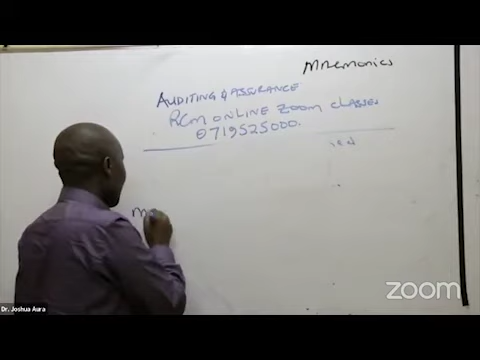 Mnemonics
AUDITING & ASSURANCE
RCM ONLINE ZOOM CLASSES
0719525000.
zoom
Dr. Joshua Aura